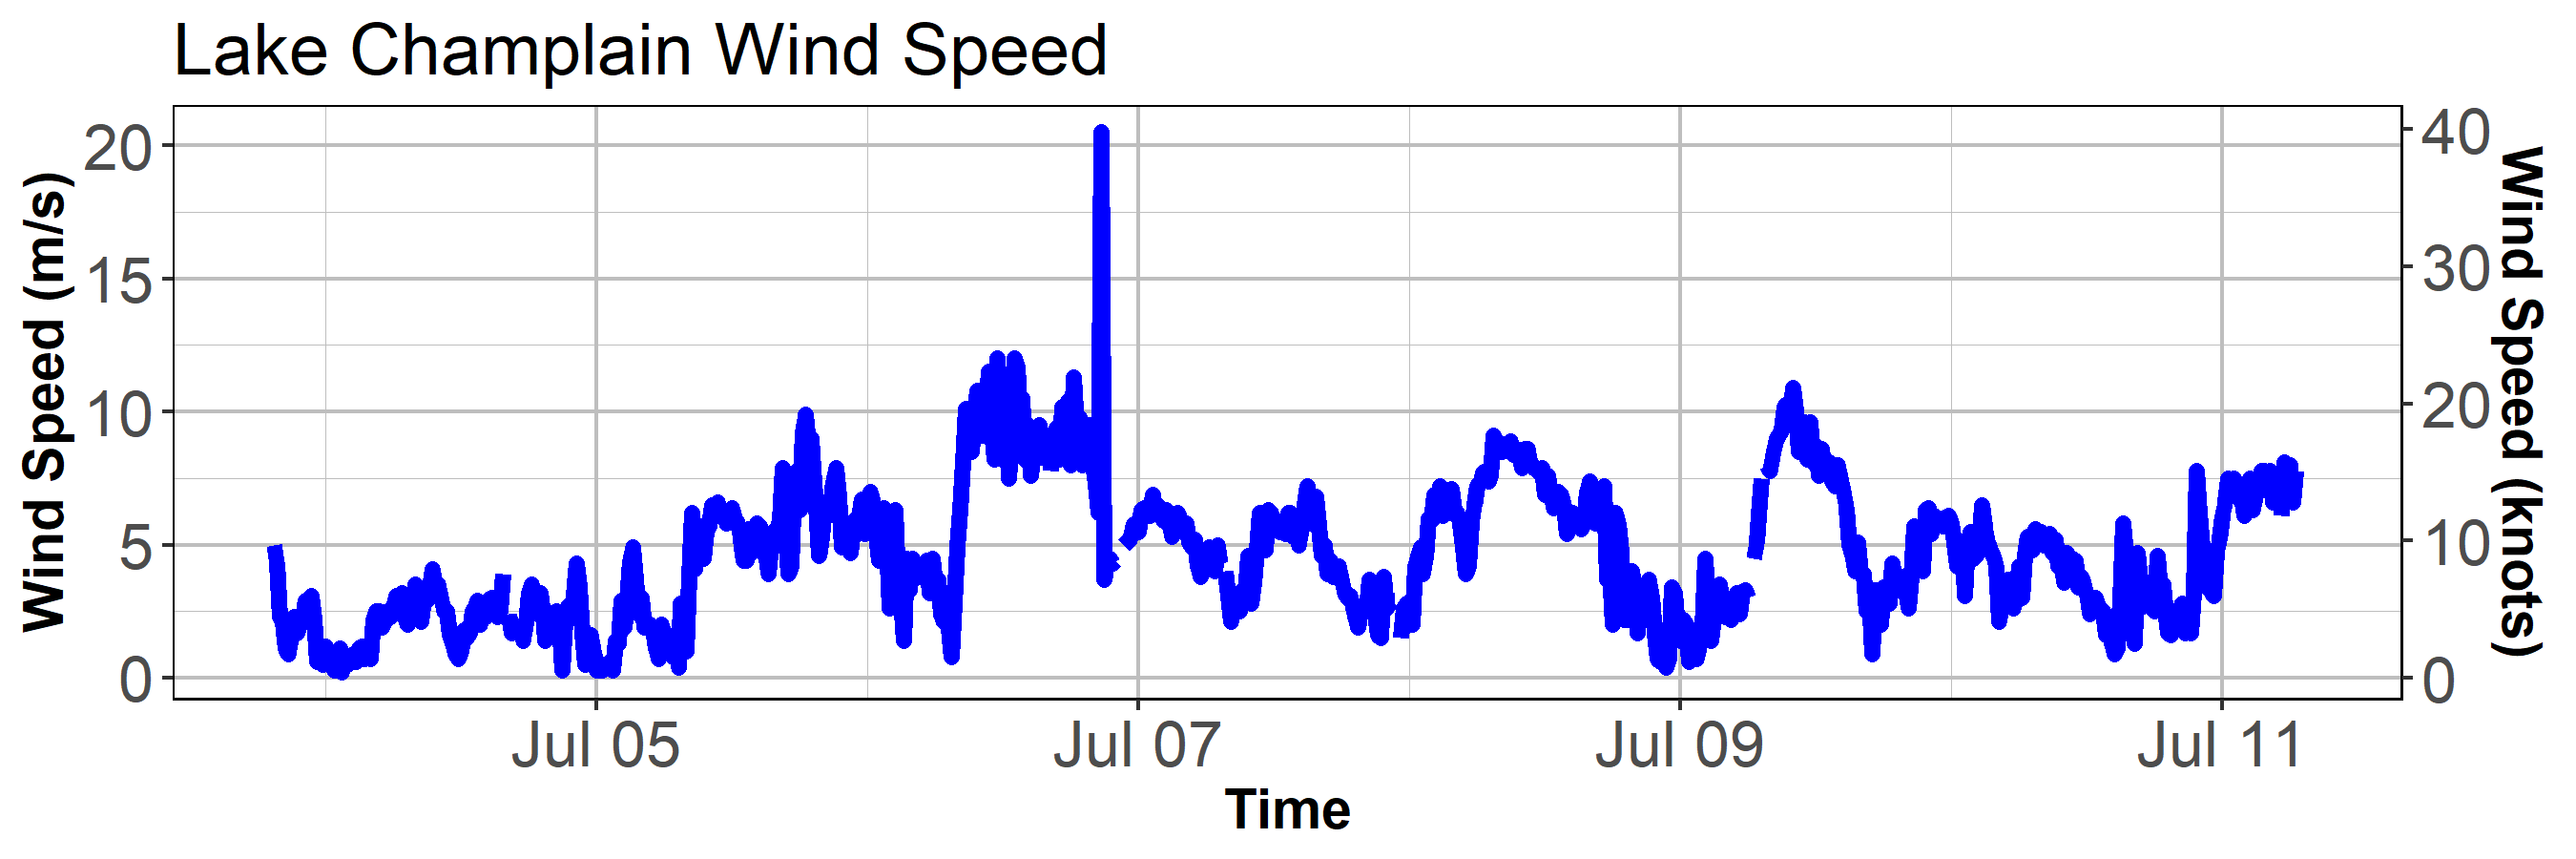 Lake Champlain Wind Speed
Wind Speed (m/s)
20
15
10
5
0
40
30
20
10
0
Wind Speed (knots)
Jul 05
Jul 07
Jul 09
Jul 11
Time